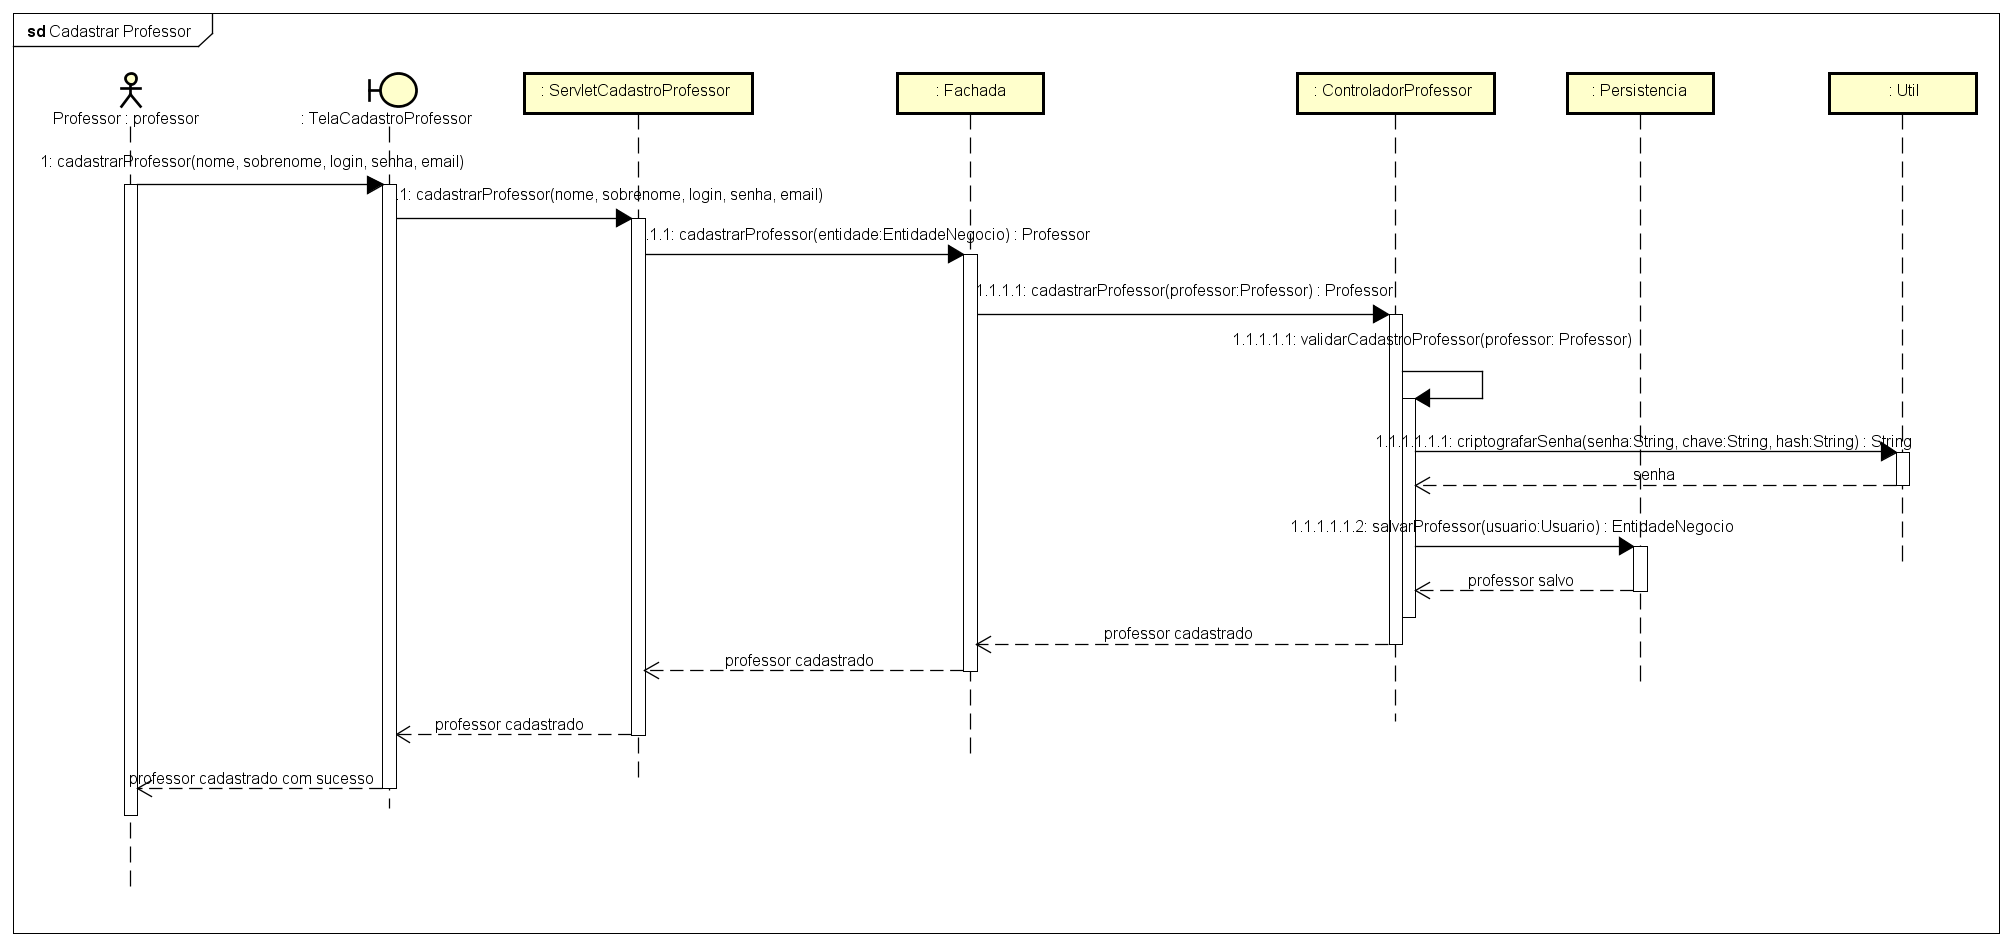 sd Cadastrar Professor
Professor : professor
: TelaCadastroProfessor
: ServletCadastroProfessor
: Fachada
: ControladorProfessor
: Persistencia
: Util
1: cadastrarProfessor(nome, sobrenome, login, senha, email)
.1: cadastrarProfessor(nome, sobrenome, login, senha, email)
.1.1: cadastrarProfessor(entidade:EntidadeNegocio) : Professor
1.1.1.1: cadastrarProfessor(professor:Professor) : Professor
1.1.1.1.1: validarCadastroProfessor(professor: Professor)
1.1.1.1.1.1: criptografarSenha(senha:String, chave:String, hash:String) : String
senha
1.1.1.1.1.2: salvarProfessor(usuario:Usuario) : EntidadeNegocio
professor salvo
professor cadastrado
professor cadastrado
professor cadastrado
professor cadastrado com sucesso